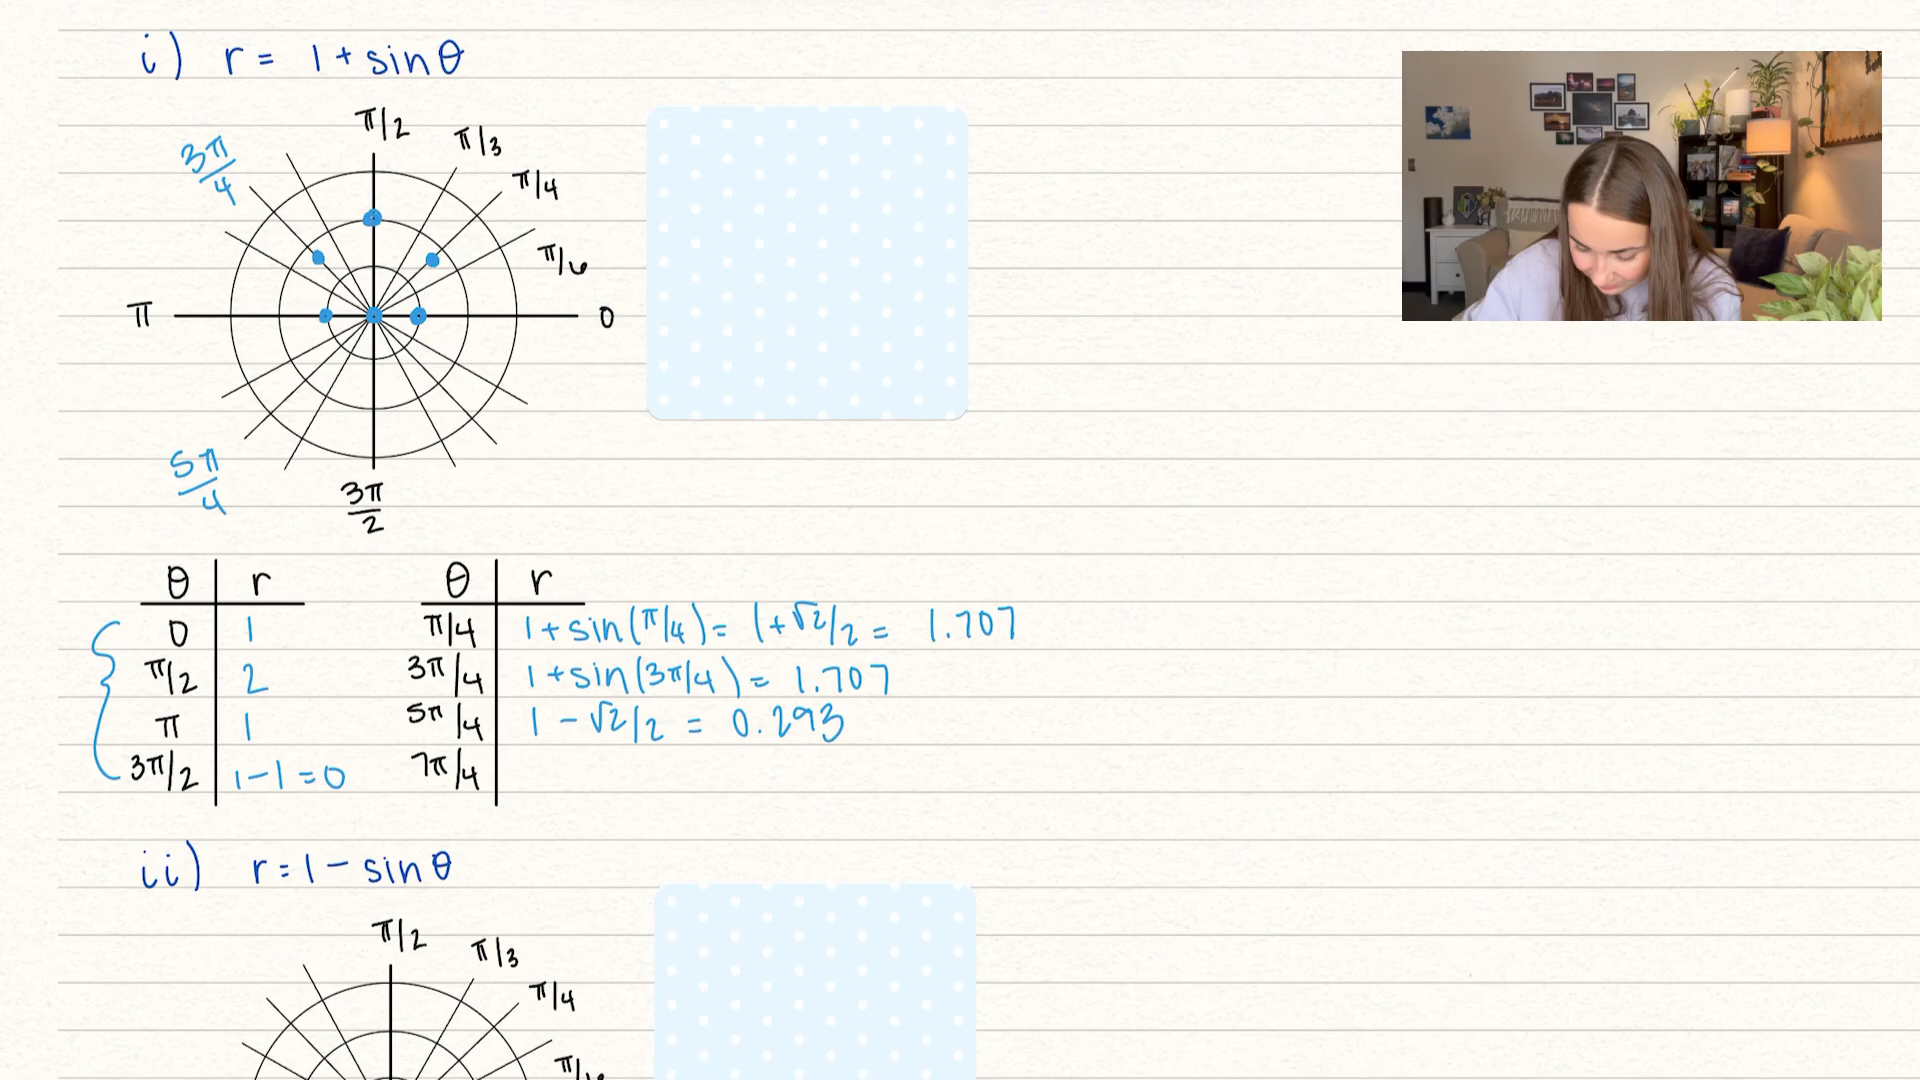 i) r = 1 + sinθ
π/2
π/3
3π/4
π/4
π/6
π
0
5π/4
3π/2
θ r
0 1
π/2 2
π 1
3π/2 1-1=0
θ r
π/4 1+sin(π/4) = 1+√2/2 = 1.707
3π/4 1+sin(3π/4) = 1.707
5π/4 1-√2/2 = 0.293
7π/4
ii) r = 1 - sinθ
π/2
π/3
π/4